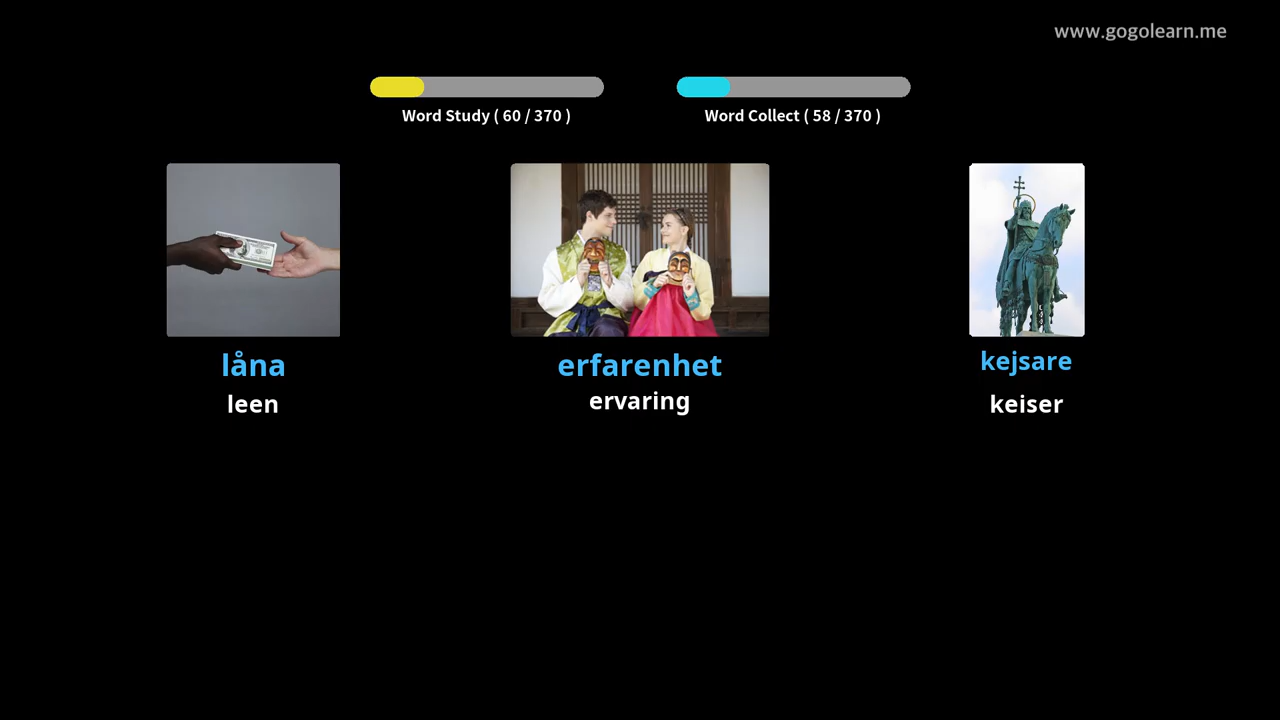 www.gogolearn.me
Word Study ( 60 / 370 )
Word Collect ( 58 / 370 )
låna
erfarenhet
kejsare
leen
ervaring
keiser